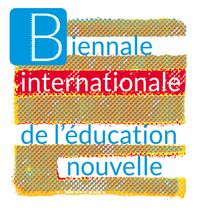 Biennale
internationale
de l'éducation
nouvelle